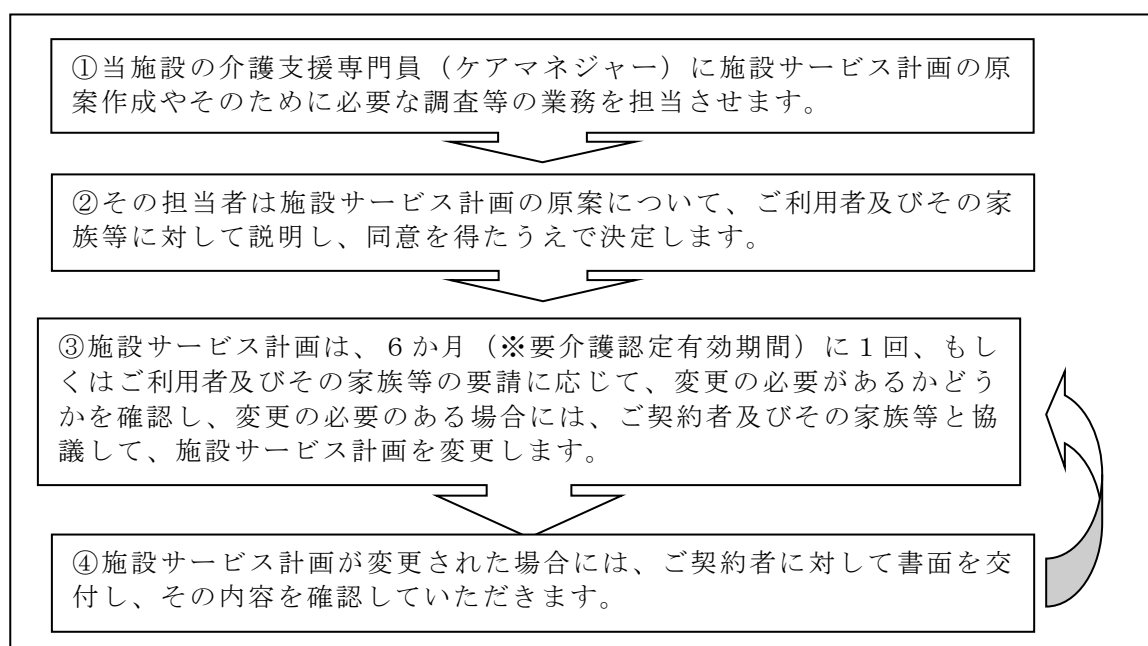 ①当施設の介護支援専門員（ケアマネジャー）に施設サービス計画の原
案作成やそのために必要な調査等の業務を担当させます。
②その担当者は施設サービス計画の原案について、ご利用者及びその家
族等に対して説明し、同意を得たうえで決定します。
③施設サービス計画は、６か月（※要介護認定有効期間）に１回、もし
くはご利用者及びその家族等の要請に応じて、変更の必要があるかどう
かを確認し、変更の必要のある場合には、ご契約者及びその家族等と協
議して、施設サービス計画を変更します。
④施設サービス計画が変更された場合には、ご契約者に対して書面を交
付し、その内容を確認していただきます。